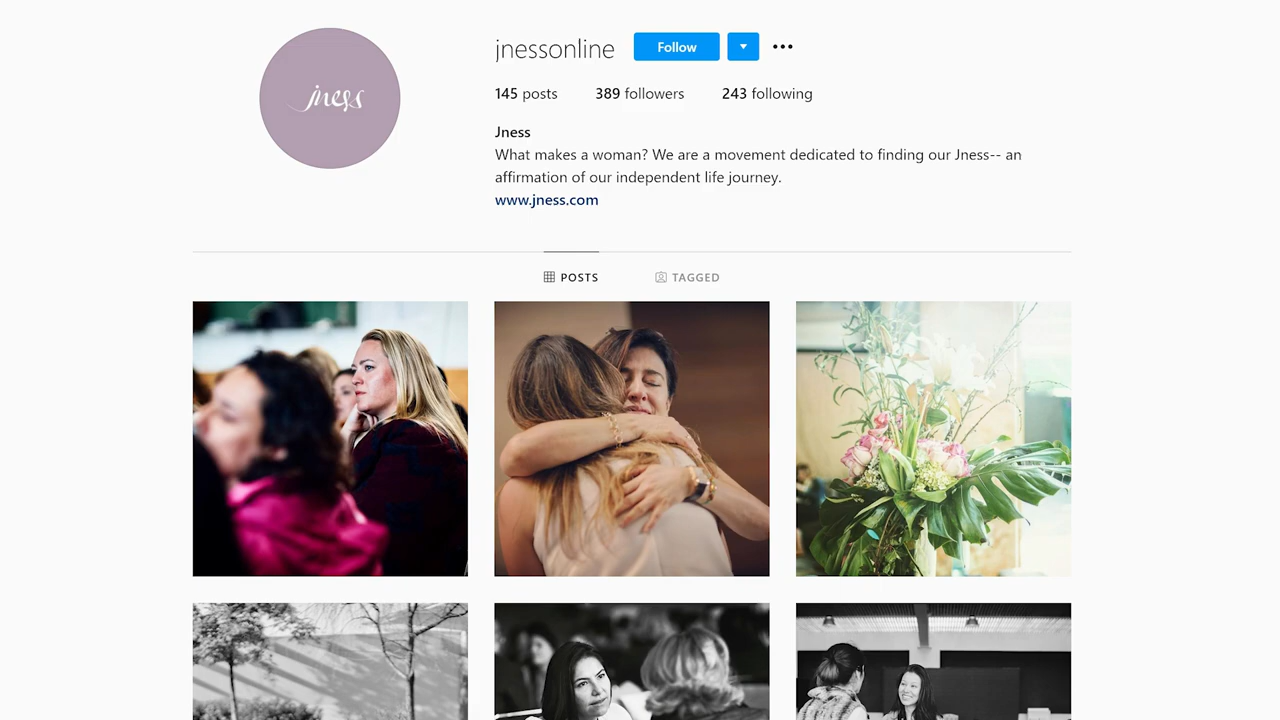 jness
jnessonline Follow
145 posts 389 followers 243 following
Jness
What makes a woman? We are a movement dedicated to finding our Jness-- an
affirmation of our independent life journey.
www.jness.com
POSTS TAGGED